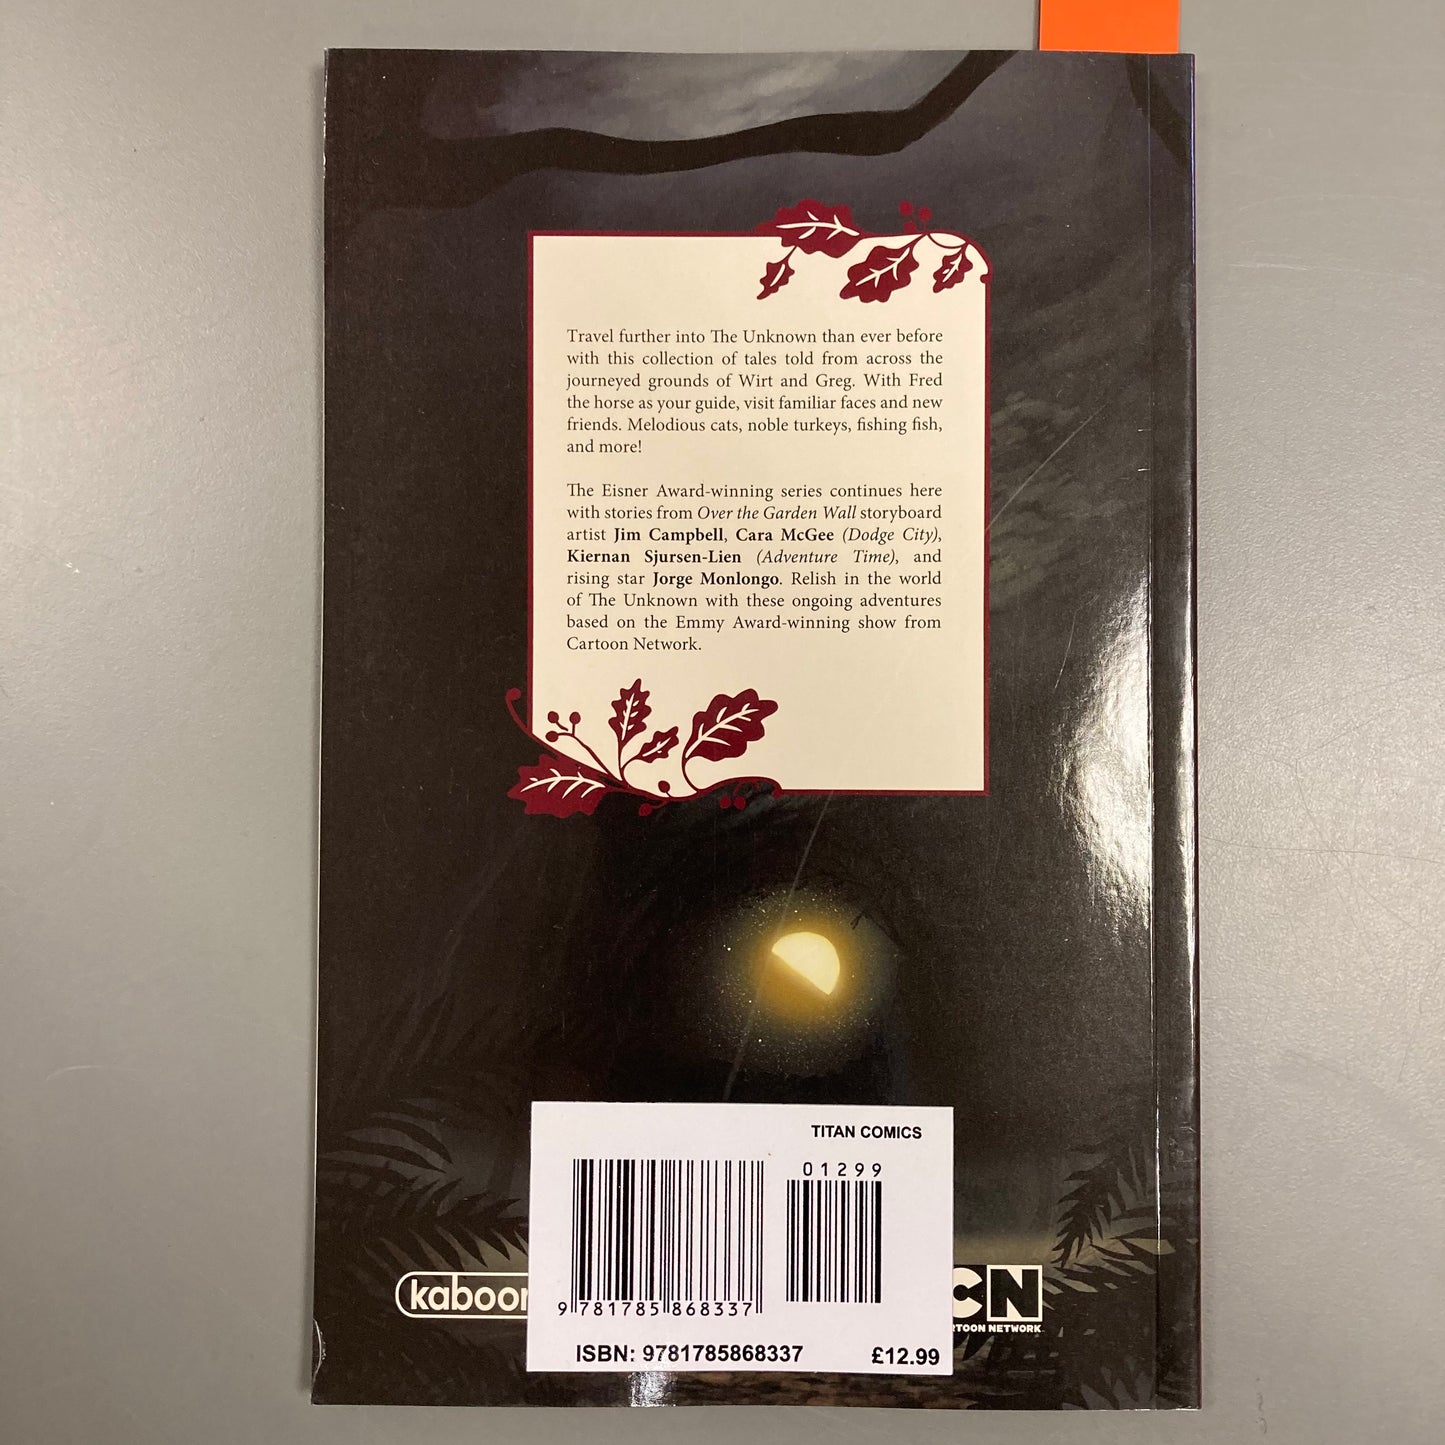 Travel further into The Unknown than ever before
with this collection of tales told from across the
journeyed grounds of Wirt and Greg. With Fred
the horse as your guide, visit familiar faces and new
friends. Melodious cats, noble turkeys, fishing fish,
and more!
The Eisner Award-winning series continues here
with stories from Over the Garden Wall storyboard
artist Jim Campbell, Cara McGee (Dodge City),
Kiernan Sjursen-Lien (Adventure Time), and
rising star Jorge Monlongo. Relish in the world
of The Unknown with these ongoing adventures
based on the Emmy Award-winning show from
Cartoon Network.
TITAN COMICS
01299
9 781785 868337
ISBN: 9781785868337 £12.99
kaboo
CN
RTOON NETWORK